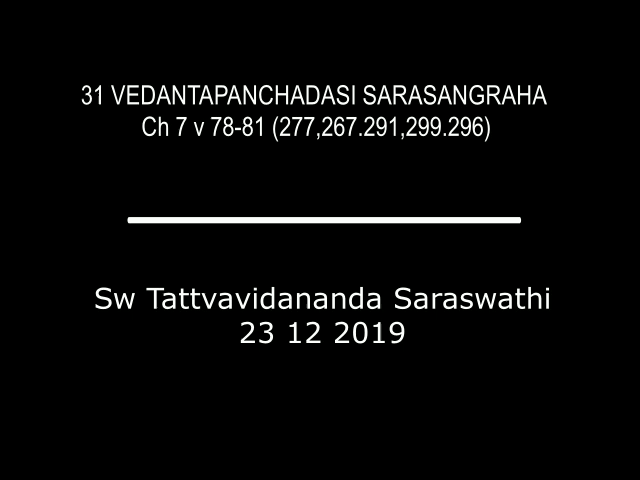 31 VEDANTAPANCHADASI SARASANGRAHA
Ch 7 v 78-81 (277,267.291,299.296)
Sw Tattvavidananda Saraswathi
23 12 2019